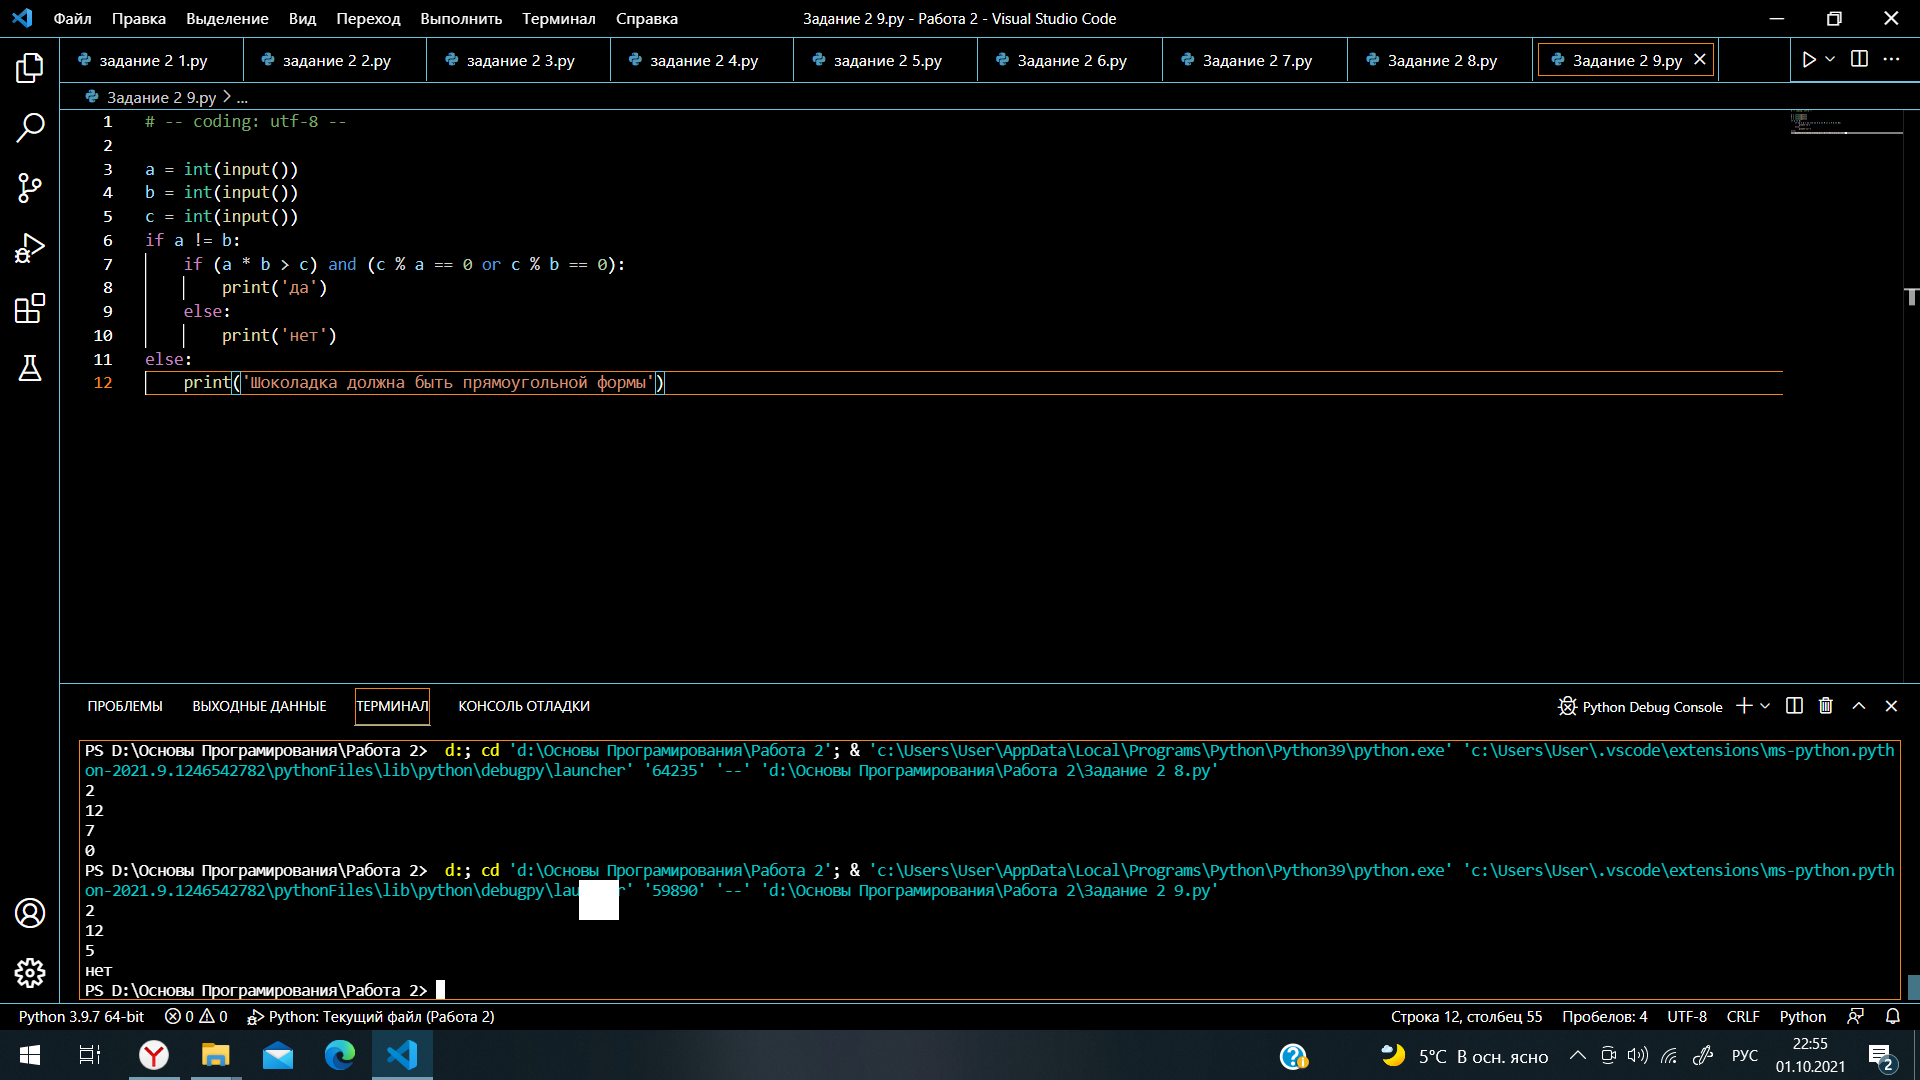 Файл Правка Выделение Вид Переход Выполнить Терминал Справка Задание 2 9.py - Работа 2 - Visual Studio Code
задание 2 1.py задание 2 2.py задание 2 3.py задание 2 4.py задание 2 5.py Задание 2 6.py Задание 2 7.py Задание 2 8.py Задание 2 9.py
Задание 2 9.py > ...
1 # -- coding: utf-8 --
2
3 a = int(input())
4 b = int(input())
5 c = int(input())
6 if a != b:
7 if (a * b > c) and (c % a == 0 or c % b == 0):
8 print('да')
9 else:
10 print('нет')
11 else:
12 print('Шоколадка должна быть прямоугольной формы')
ПРОБЛЕМЫ ВЫХОДНЫЕ ДАННЫЕ ТЕРМИНАЛ КОНСОЛЬ ОТЛАДКИ Python Debug Console
PS D:\Основы Програмирования\Работа 2> d:; cd 'd:\Основы Програмирования\Работа 2'; & 'c:\Users\User\AppData\Local\Programs\Python\Python39\python.exe' 'c:\Users\User\.vscode\extensions\ms-python.pyth
on-2021.9.1246542782\pythonFiles\lib\python\debugpy\launcher' '64235' '--' 'd:\Основы Програмирования\Работа 2\Задание 2 8.py'
2
12
7
0
PS D:\Основы Програмирования\Работа 2> d:; cd 'd:\Основы Програмирования\Работа 2'; & 'c:\Users\User\AppData\Local\Programs\Python\Python39\python.exe' 'c:\Users\User\.vscode\extensions\ms-python.pyth
on-2021.9.1246542782\pythonFiles\lib\python\debugpy\ '59890' '--' 'd:\Основы Програмирования\Работа 2\Задание 2 9.py'
2
12
5
нет
PS D:\Основы Програмирования\Работа 2>
Python 3.9.7 64-bit 0 0 Python: Текущий файл (Работа 2) Строка 12, столбец 55 Пробелов: 4 UTF-8 CRLF Python
5°C В осн. ясно РУС 22:55
01.10.2021 2